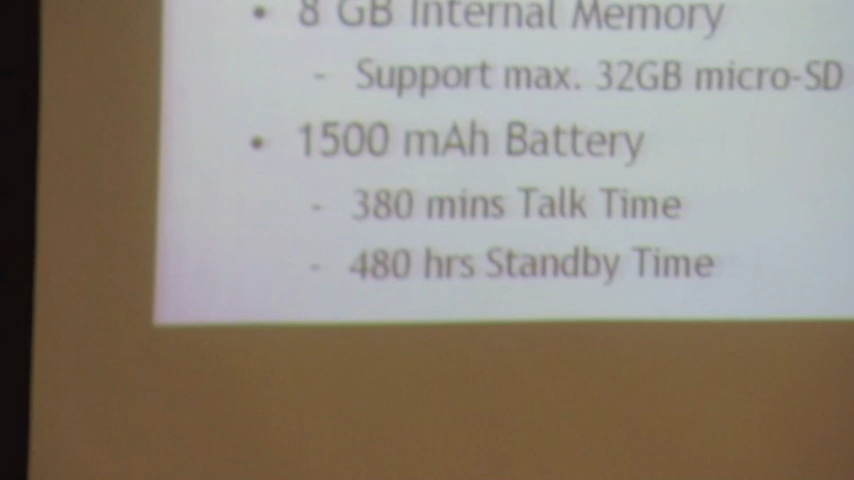 • 8 GB Internal Memory
- Support max. 32GB micro-SD
• 1500 mAh Battery
- 380 mins Talk Time
- 480 hrs Standby Time